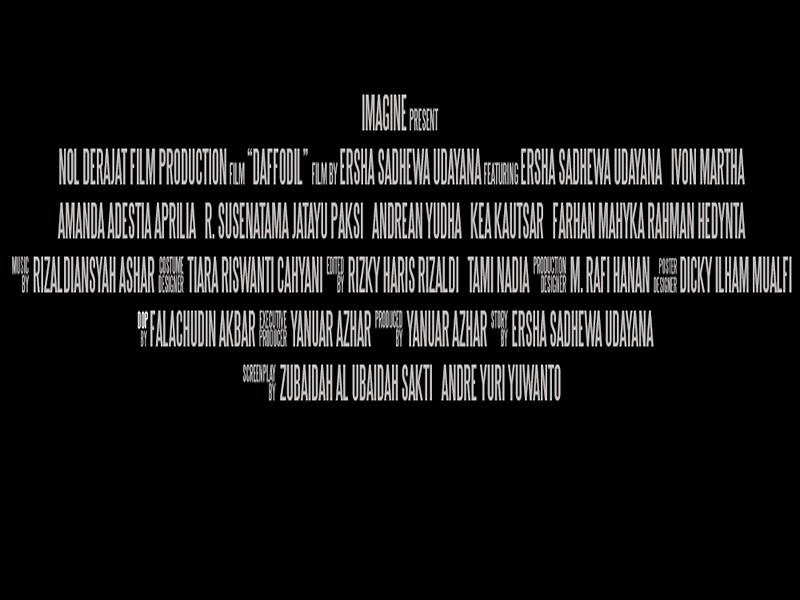 IMAGINE PRESENT
NOL DERAJAT FILM PRODUCTION FILM “DAFFODIL” FILM BY ERSHA SADHEWA UDAYANA FEATURING ERSHA SADHEWA UDAYANA IVON MARTHA
AMANDA ADESTIA APRILIA R. SUSENATAMA JATAYU PAKSI ANDREAN YUDHA KEA KAUTSAR FARHAN MAHYKA RAHMAN HEDYNTA
MUSIC BY RIZALDIANSYAH ASHAR COSTUME DESIGNER TIARA RISWANTI CAHYANI EDITED BY RIZKY HARIS RIZALDI TAMI NADIA PRODUCTION DESIGNER M. RAFI HANAN POSTER DESIGNER DICKY ILHAM MUALFI
DOP BY FALACHUDIN AKBAR EXECUTIVE PRODUCER YANUAR AZHAR PRODUCED BY YANUAR AZHAR STORY BY ERSHA SADHEWA UDAYANA
SCREENPLAY BY ZUBAIDAH AL UBAIDAH SAKTI ANDRE YURI YUWANTO